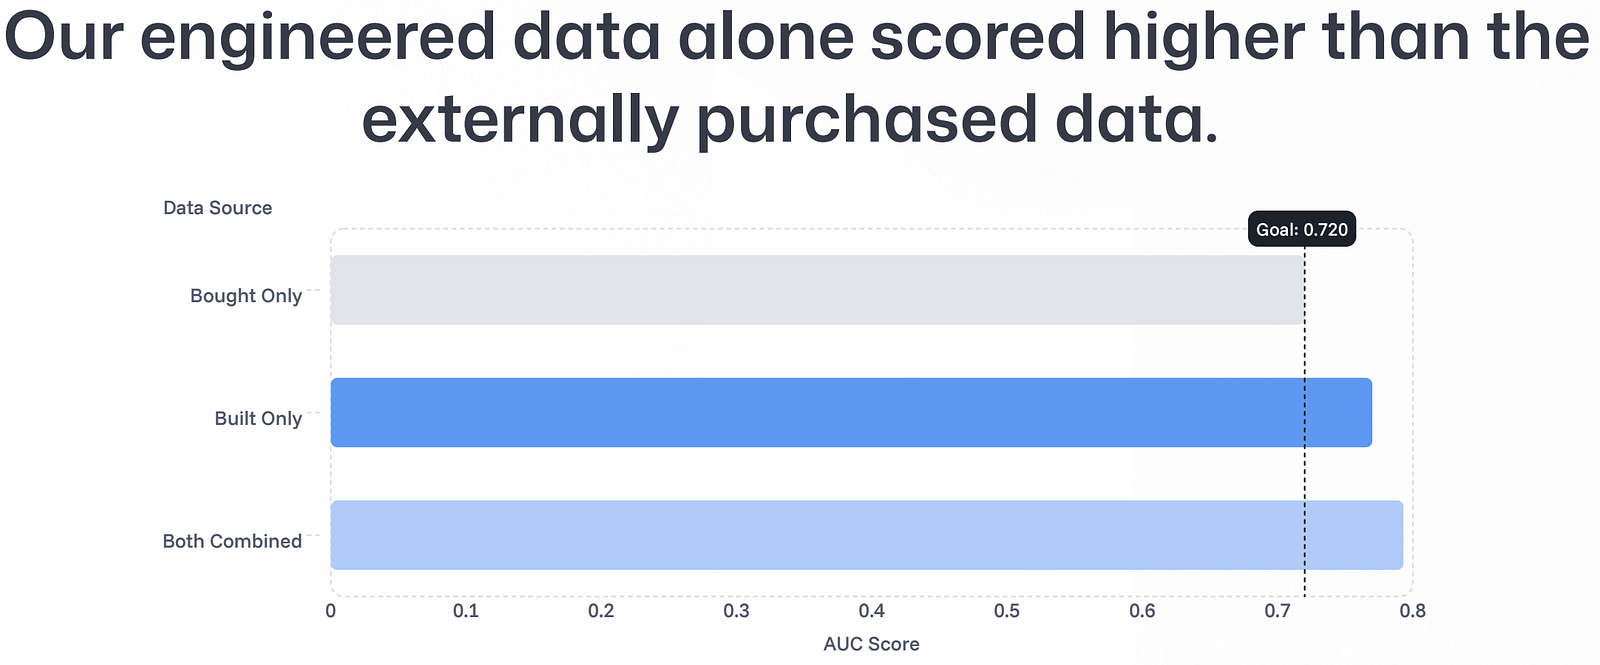 Our engineered data alone scored higher than the
externally purchased data.
Data Source
Goal: 0.720
Bought Only
Built Only
Both Combined
0 0.1 0.2 0.3 0.4 0.5 0.6 0.7 0.8
AUC Score